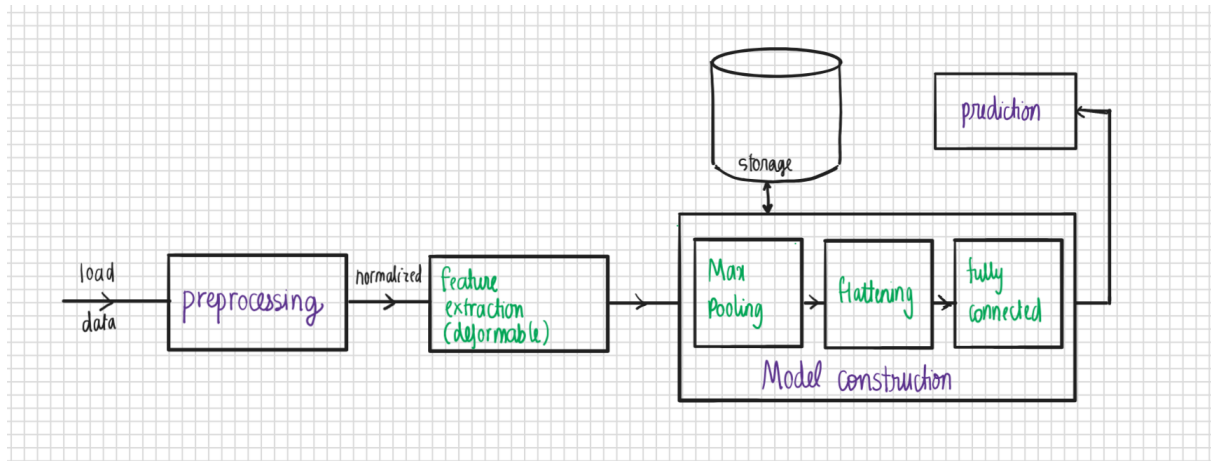 storage
prediction
load
data
preprocessing
normalized
feature
extraction
(deformable)
Max
Pooling
flattening
fully
connected
Model construction